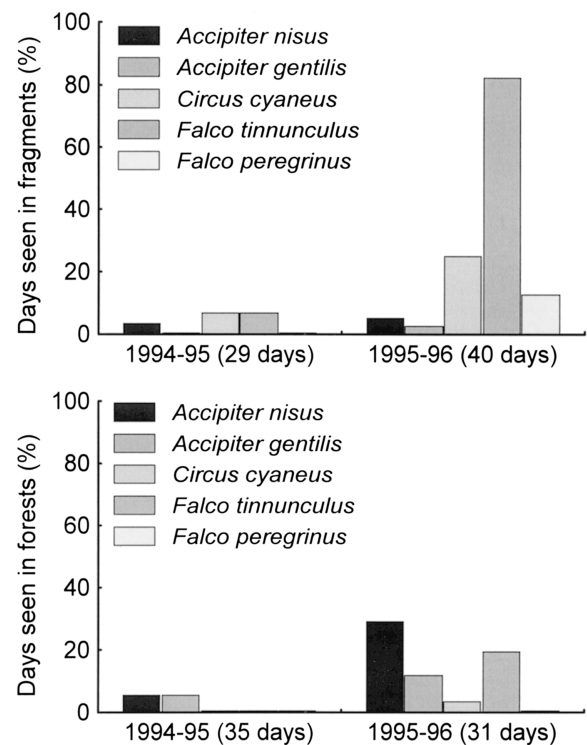 Days seen in fragments (%)
100
80
60
40
20
0
Accipiter nisus
Accipiter gentilis
Circus cyaneus
Falco tinnunculus
Falco peregrinus
1994-95 (29 days)
1995-96 (40 days)
Days seen in forests (%)
100
80
60
40
20
0
Accipiter nisus
Accipiter gentilis
Circus cyaneus
Falco tinnunculus
Falco peregrinus
1994-95 (35 days)
1995-96 (31 days)